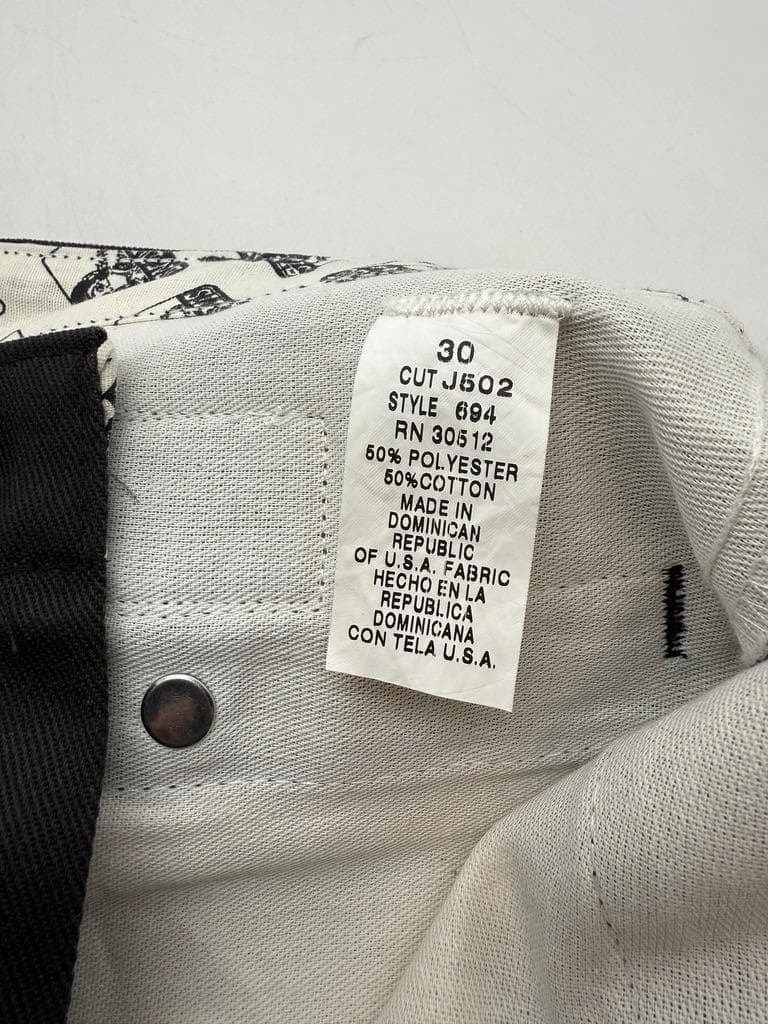 30
CUT J502
STYLE 694
RN 30512
50% POLYESTER
50%COTTON
MADE IN
DOMINICAN
REPUBLIC
OF U.S.A. FABRIC
HECHO EN LA
REPUBLICA
DOMINICANA
CON TELA U.S.A.